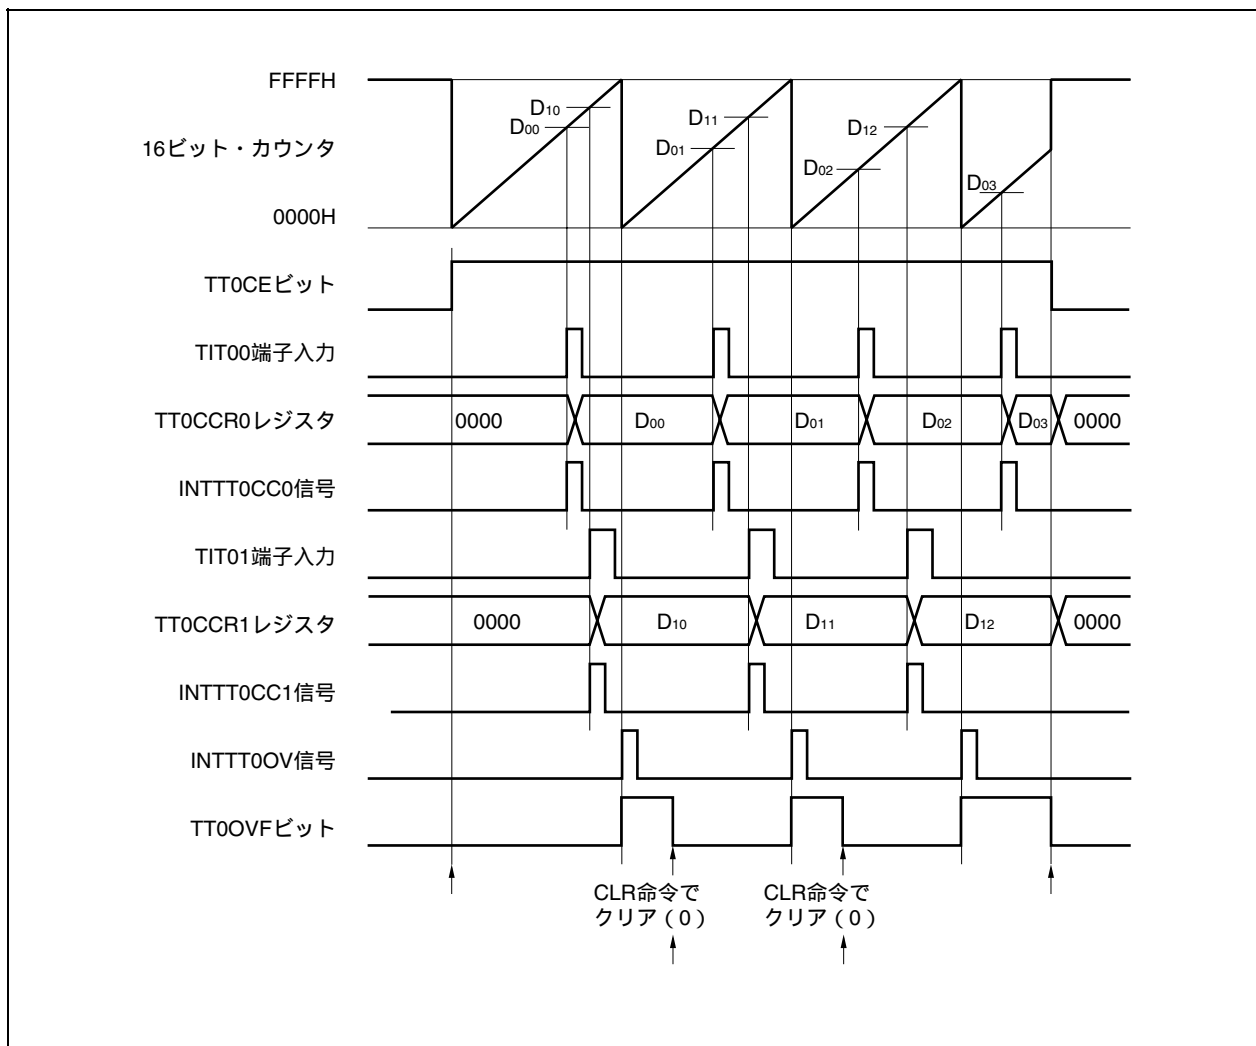 FFFFH
D10
D00
D11
D01
D12
D02
D03
16ビット・カウンタ
0000H
TT0CEビット
TIT00端子入力
TT0CCR0レジスタ
0000 D00 D01 D02 D03 0000
INTTT0CC0信号
TIT01端子入力
TT0CCR1レジスタ
0000 D10 D11 D12 0000
INTTT0CC1信号
INTTT0OV信号
TT0OVFビット
CLR命令で
クリア(0)
CLR命令で
クリア(0)